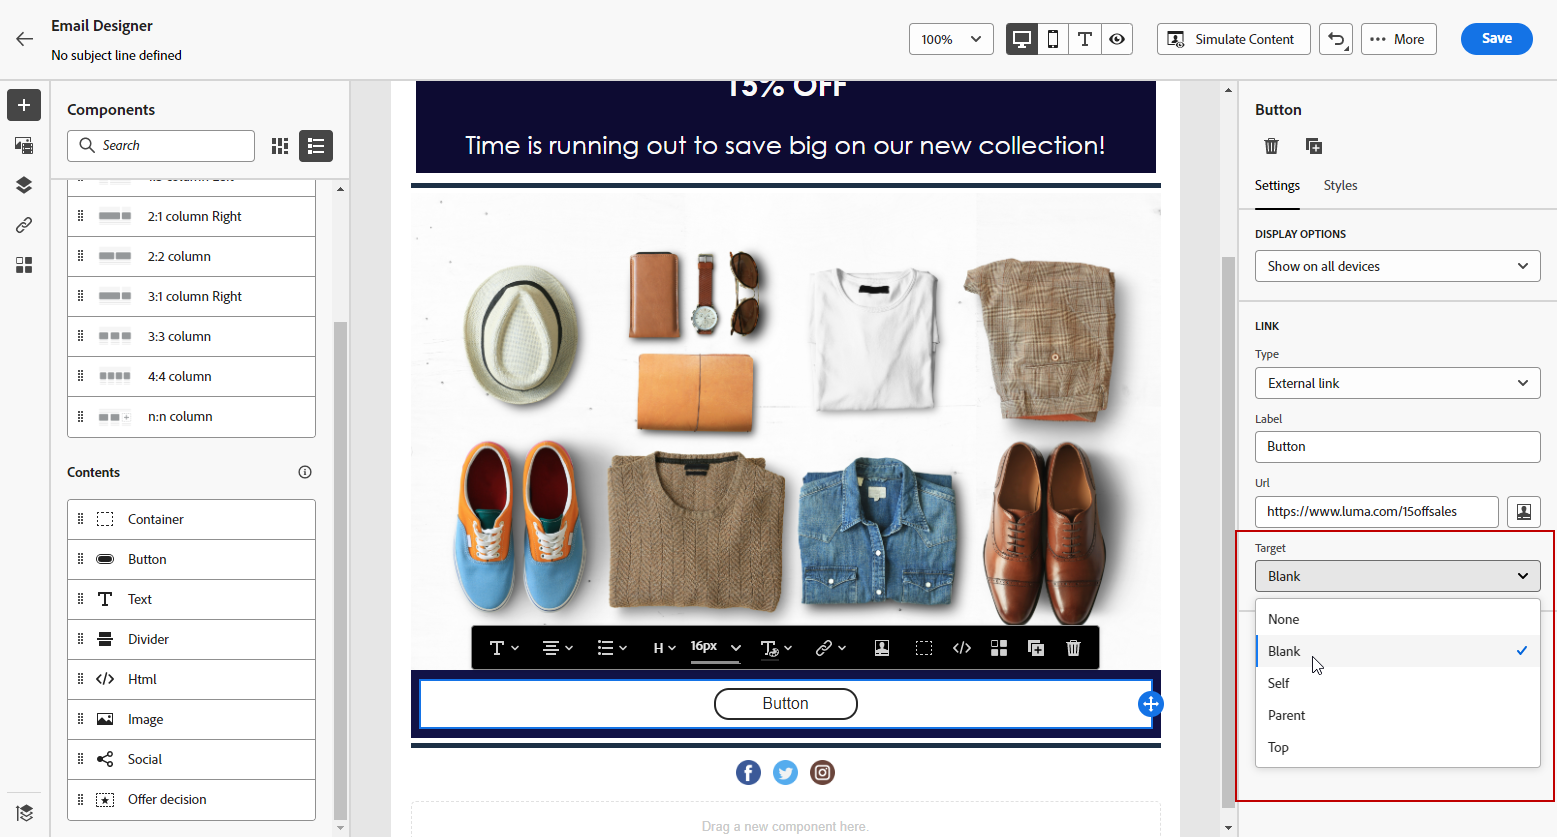 Email Designer
No subject line defined
100%
Simulate Content
More
Save
Components
Search
2:1 column Right
2:2 column
3:1 column Right
3:3 column
4:4 column
n:n column
Contents
Container
Button
Text
Divider
Html
Image
Social
Offer decision
15% OFF
Time is running out to save big on our new collection!
H
16px
Button
Drag a new component here.
Button
Settings
Styles
DISPLAY OPTIONS
Show on all devices
LINK
Type
External link
Label
Button
Url
https://www.luma.com/15offsales
Target
Blank
None
Blank
Self
Parent
Top